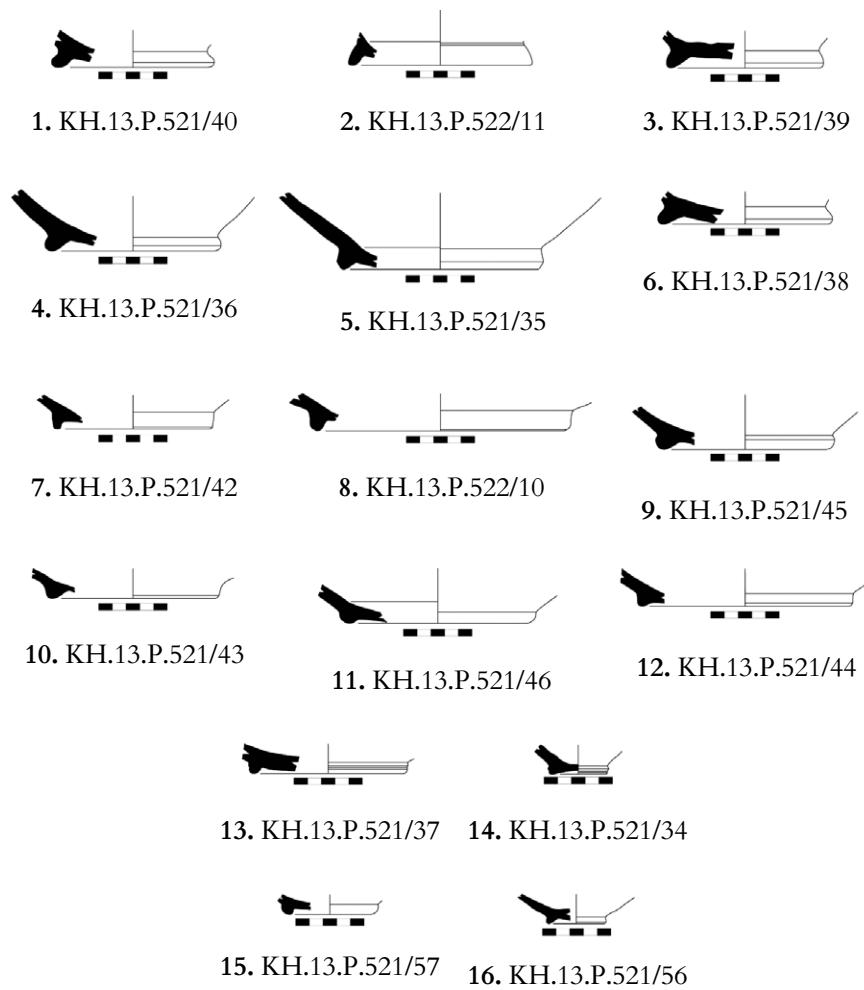 1. KH.13.P.521/40
2. KH.13.P.522/11
3. KH.13.P.521/39
4. KH.13.P.521/36
5. KH.13.P.521/35
6. KH.13.P.521/38
7. KH.13.P.521/42
8. KH.13.P.522/10
9. KH.13.P.521/45
10. KH.13.P.521/43
11. KH.13.P.521/46
12. KH.13.P.521/44
13. KH.13.P.521/37
14. KH.13.P.521/34
15. KH.13.P.521/57
16. KH.13.P.521/56